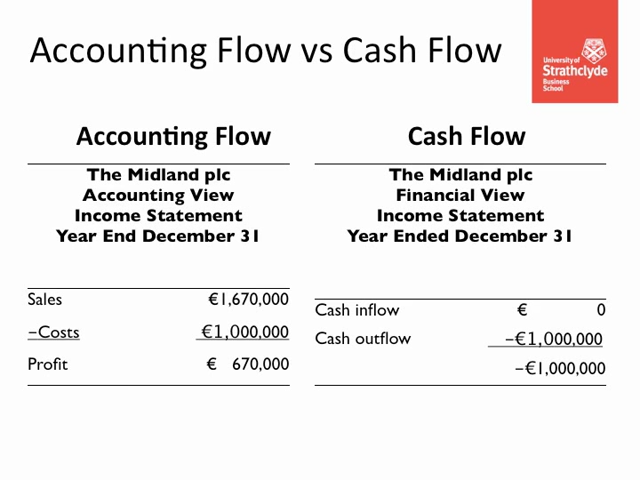 Accounting Flow vs Cash Flow
University of
Strathclyde
Business
School
Accounting Flow
The Midland plc
Accounting View
Income Statement
Year End December 31
Sales €1,670,000
–Costs €1,000,000
Profit € 670,000
Cash Flow
The Midland plc
Financial View
Income Statement
Year Ended December 31
Cash inflow € 0
Cash outflow –€1,000,000
–€1,000,000